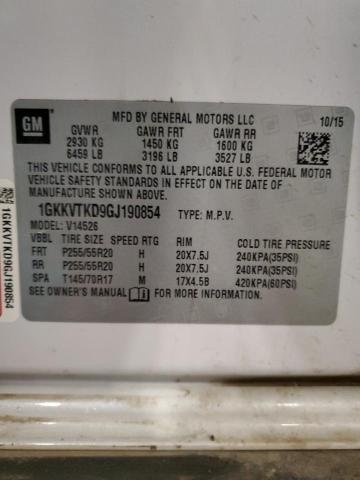 GM
MFD BY GENERAL MOTORS LLC 10/15
GVWR GAWR FRT GAWR RR
2930 KG 1450 KG 1600 KG
6459 LB 3196 LB 3527 LB
THIS VEHICLE CONFORMS TO ALL APPLICABLE U.S. FEDERAL MOTOR
VEHICLE SAFETY AND THEFT PREVENTION STANDARDS IN EFFECT ON
THE DATE OF MANUFACTURE SHOWN ABOVE.
1GKKVTKD9GJ190854 TYPE: M.P.V.
MODEL: V14526
VBBL TIRE SIZE SPEED RTG RIM COLD TIRE PRESSURE
FRT P255/55R20 H 20X7.5J 240KPA(35PSI)
RR P255/55R20 H 20X7.5J 240KPA(35PSI)
SPA T145/70R17 M 17X4.5B 420KPA(60PSI)
SEE OWNER'S MANUAL FOR MORE INFORMATION.
1GKKVTKD9GJ190854